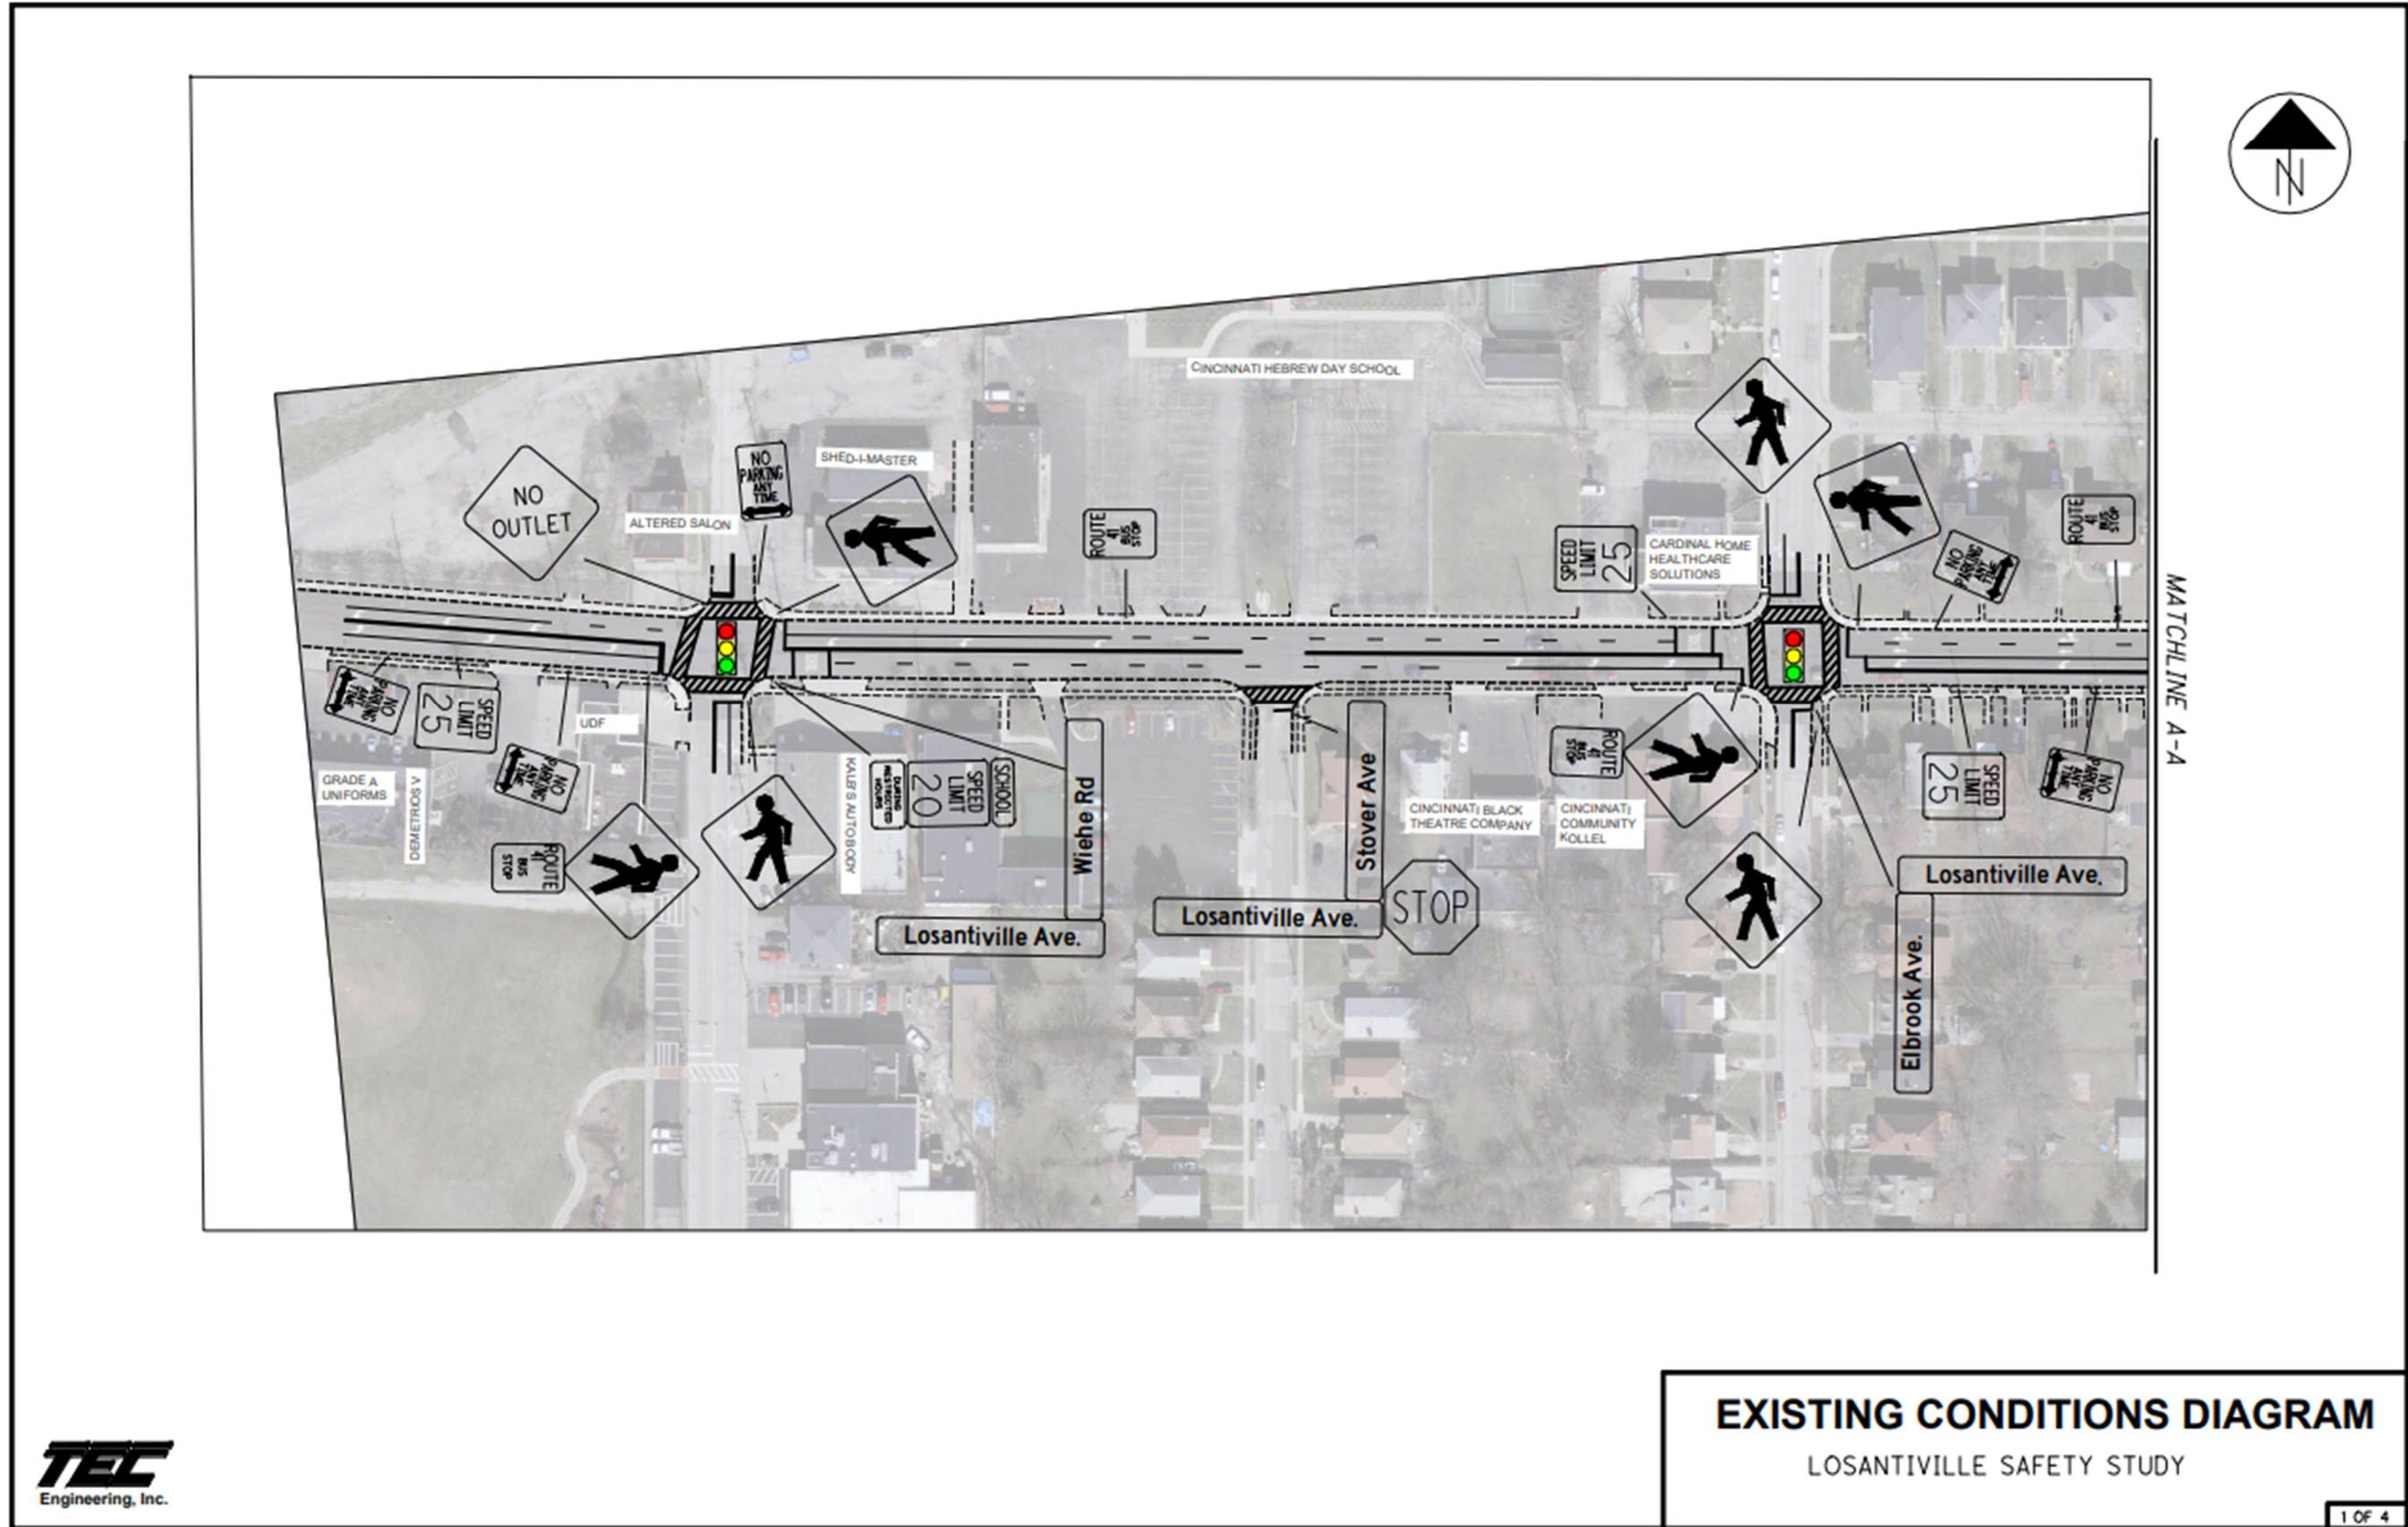 N
CINCINNATI HEBREW DAY SCHOOL
NO
OUTLET
ALTERED SALON
NO
PARKING
ANY
TIME
SHED-I-MASTER
ROUTE
41
BUS
STOP
SPEED
LIMIT
25
CARDINAL HOME
HEALTHCARE
SOLUTIONS
NO
PARKING
ANY
TIME
ROUTE
41
BUS
STOP
MATCHLINE A-A
NO
PARKING
ANY
TIME
SPEED
LIMIT
25
NO
PARKING
ANY
TIME
UDF
GRADE A
UNIFORMS
DEMETRIOS V
ROUTE
41
BUS
STOP
KALB'S AUTOBODY
SCHOOL
SPEED
LIMIT
20
DURING
RESTRICTED
HOURS
Wiehe Rd
Losantiville Ave.
Stover Ave
Losantiville Ave.
STOP
CINCINNATI BLACK
THEATRE COMPANY
CINCINNATI
COMMUNITY
KOLLEL
ROUTE
41
BUS
STOP
SPEED
LIMIT
25
NO
PARKING
ANY
TIME
Losantiville Ave.
Elbrook Ave.
TEC
Engineering, Inc.
EXISTING CONDITIONS DIAGRAM
LOSANTIVILLE SAFETY STUDY
1 OF 4